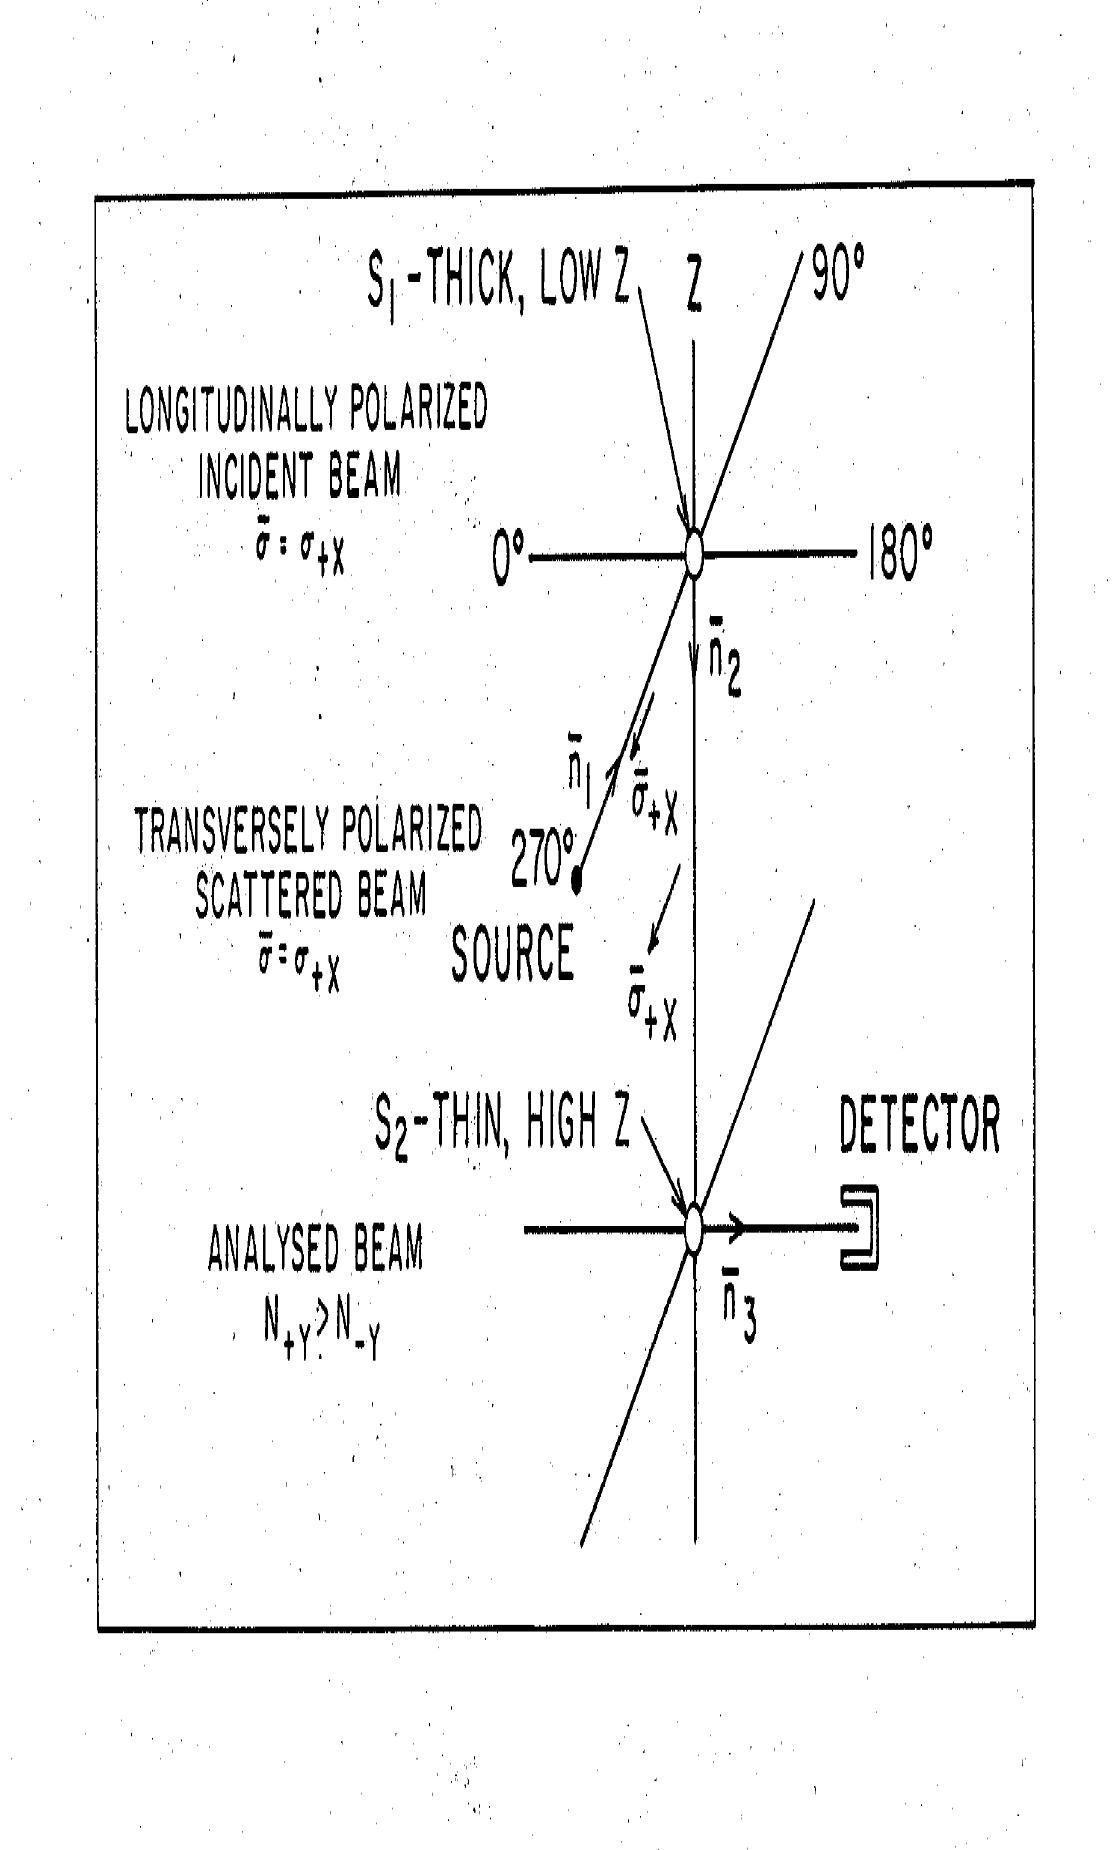 S₁-THICK, LOW Z
Z
90°
LONGITUDINALLY POLARIZED
INCIDENT BEAM
σ̄ = σ₊X
0°
180°
n̄₂
n̄₁
σ̄₊X
270°
SOURCE
TRANSVERSELY POLARIZED
SCATTERED BEAM
σ̄ = σ₊X
σ̄₊X
S₂-THIN, HIGH Z
DETECTOR
ANALYSED BEAM
N₊Y > N₋Y
n̄₃